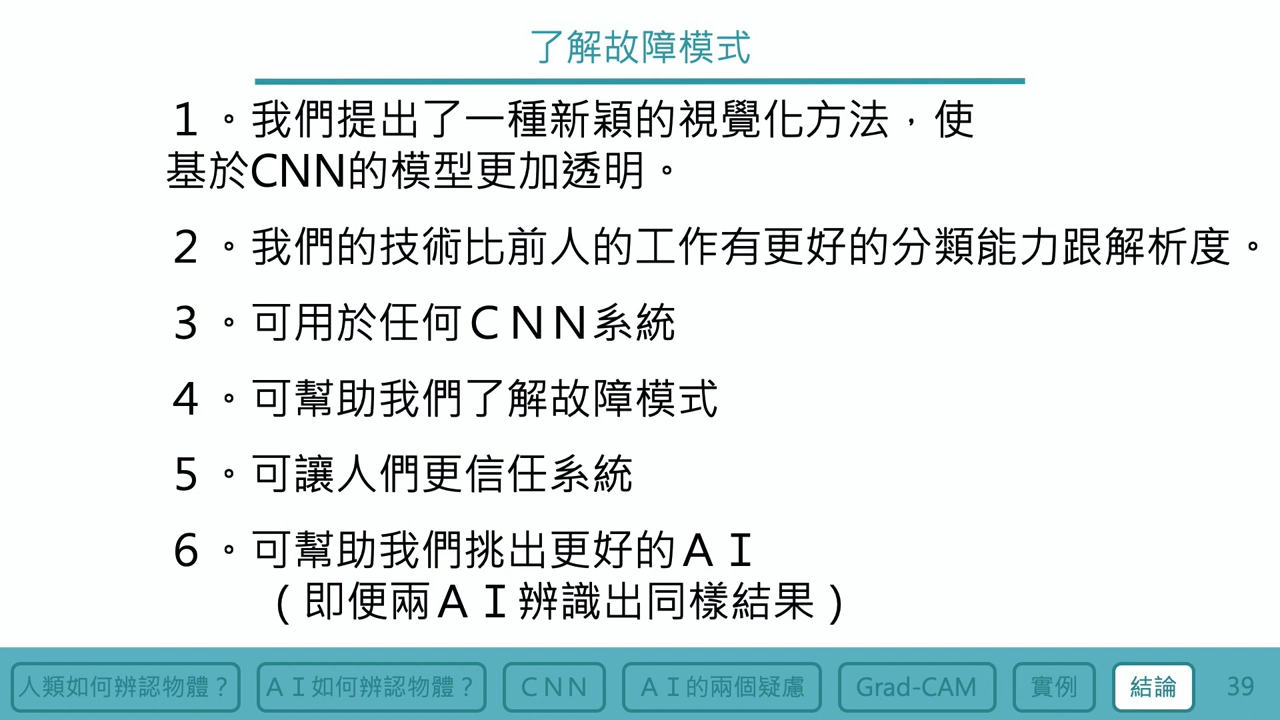 了解故障模式
１。我們提出了一種新穎的視覺化方法，使
基於CNN的模型更加透明。
２。我們的技術比前人的工作有更好的分類能力跟解析度。
３。可用於任何ＣＮＮ系統
４。可幫助我們了解故障模式
５。可讓人們更信任系統
６。可幫助我們挑出更好的ＡＩ
（即便兩ＡＩ辨識出同樣結果）
人類如何辨認物體？ ＡＩ如何辨認物體？ ＣＮＮ ＡＩ的兩個疑慮 Grad-CAM 實例 結論 39